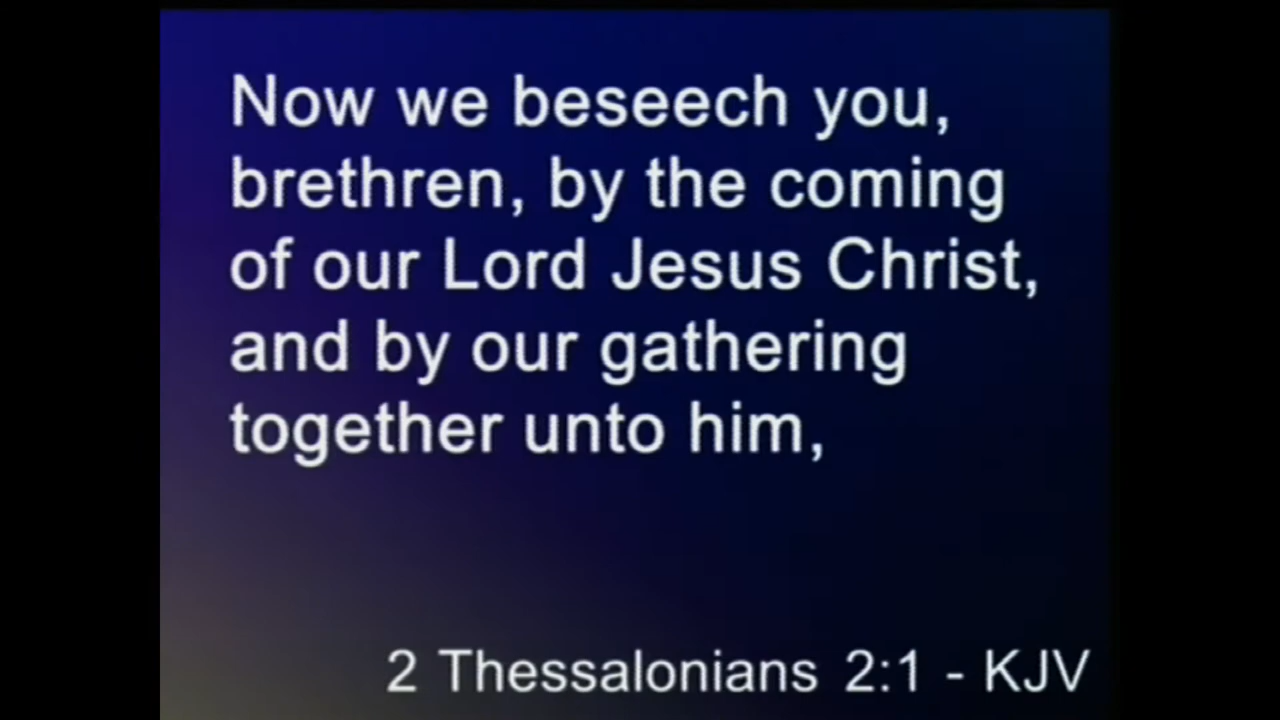 Now we beseech you,
brethren, by the coming
of our Lord Jesus Christ,
and by our gathering
together unto him,
2 Thessalonians 2:1 - KJV